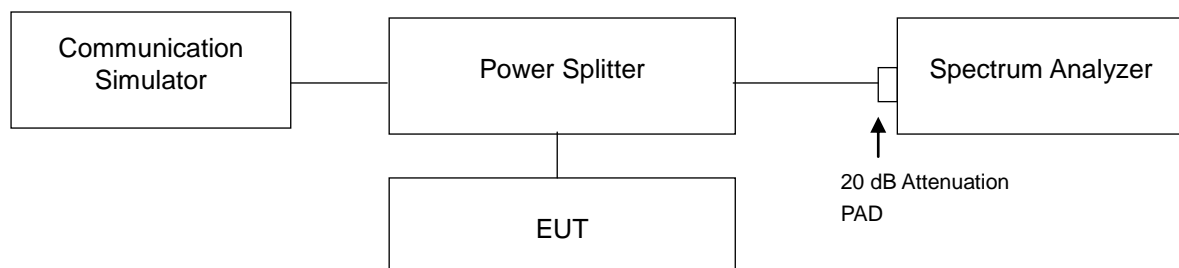 Communication
Simulator
Power Splitter
Spectrum Analyzer
20 dB Attenuation
PAD
EUT